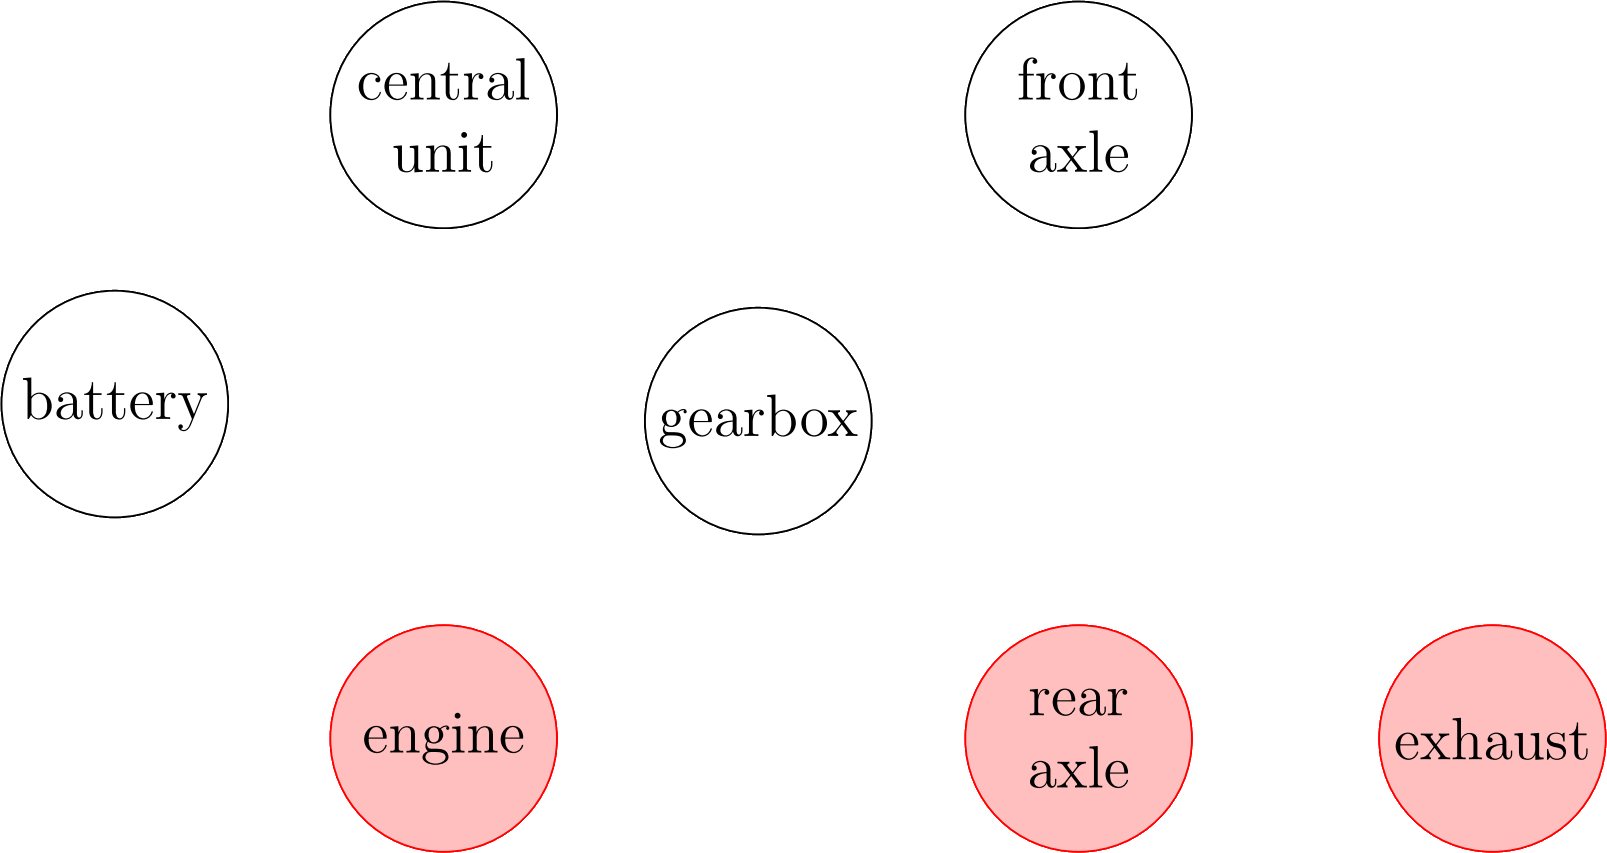 central
unit
front
axle
battery
gearbox
engine
rear
axle
exhaust